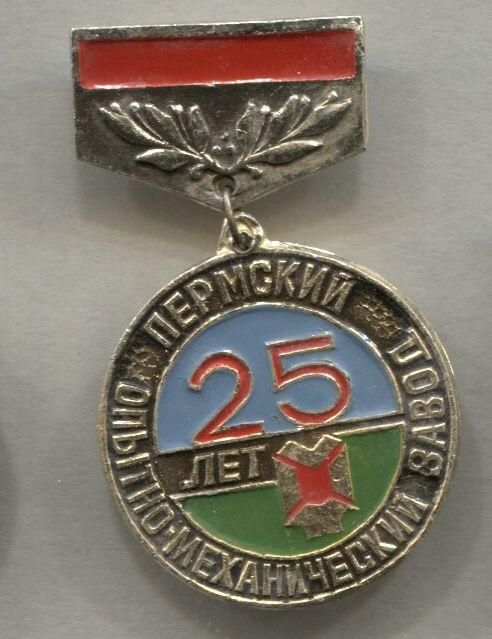 ПЕРМСКИЙ
ОПЫТНО-МЕХАНИЧЕСКИЙ ЗАВОД
25
ЛЕТ